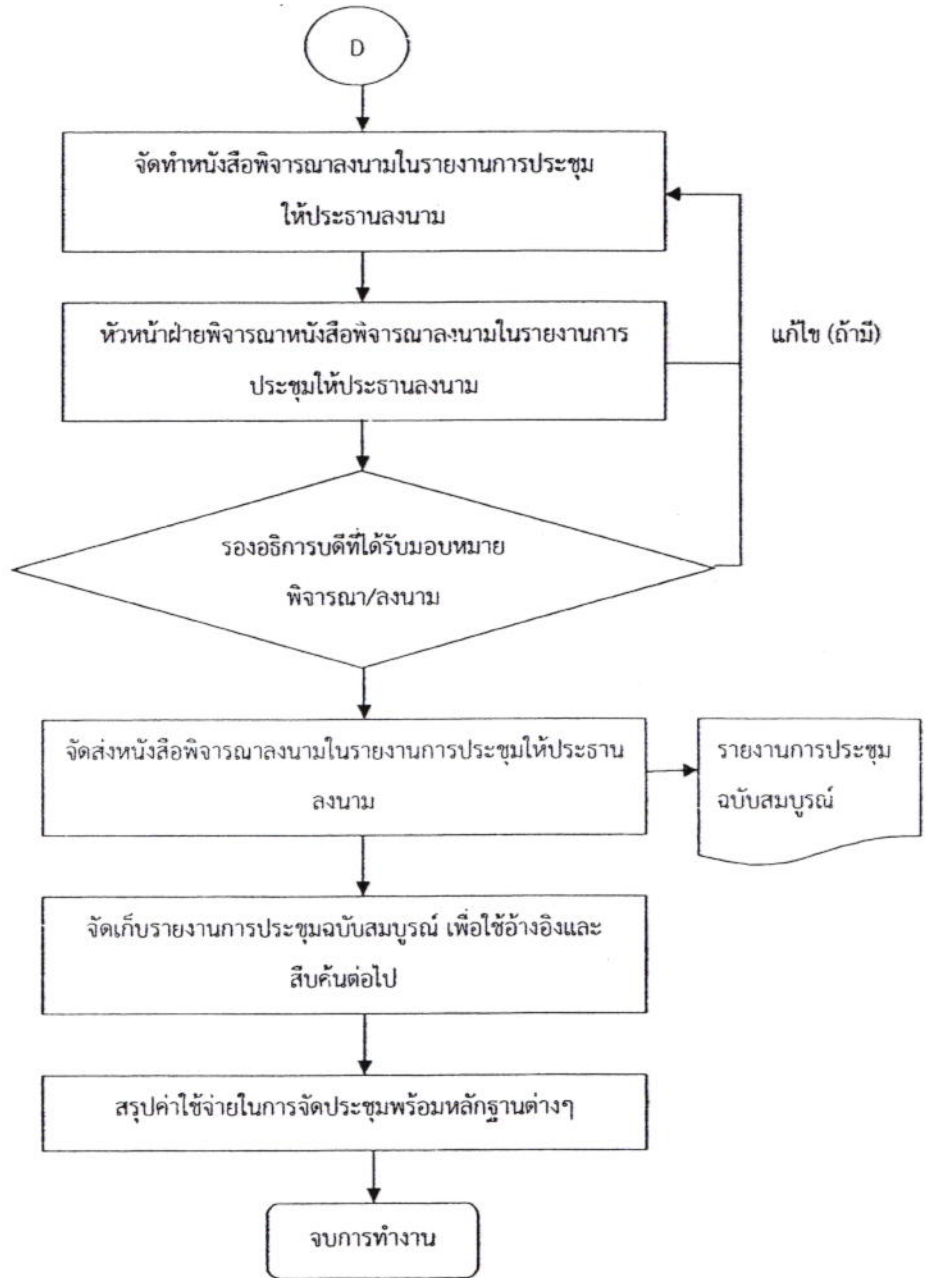 D
จัดทำหนังสือพิจารณาลงนามในรายงานการประชุม
ให้ประธานลงนาม
หัวหน้าฝ่ายพิจารณาหนังสือพิจารณาลงนามในรายงานการ
ประชุมให้ประธานลงนาม
แก้ไข (ถ้ามี)
รองอธิการบดีที่ได้รับมอบหมาย
พิจารณา/ลงนาม
จัดส่งหนังสือพิจารณาลงนามในรายงานการประชุมให้ประธาน
ลงนาม
รายงานการประชุม
ฉบับสมบูรณ์
จัดเก็บรายงานการประชุมฉบับสมบูรณ์ เพื่อใช้อ้างอิงและ
สืบค้นต่อไป
สรุปค่าใช้จ่ายในการจัดประชุมพร้อมหลักฐานต่างๆ
จบการทำงาน